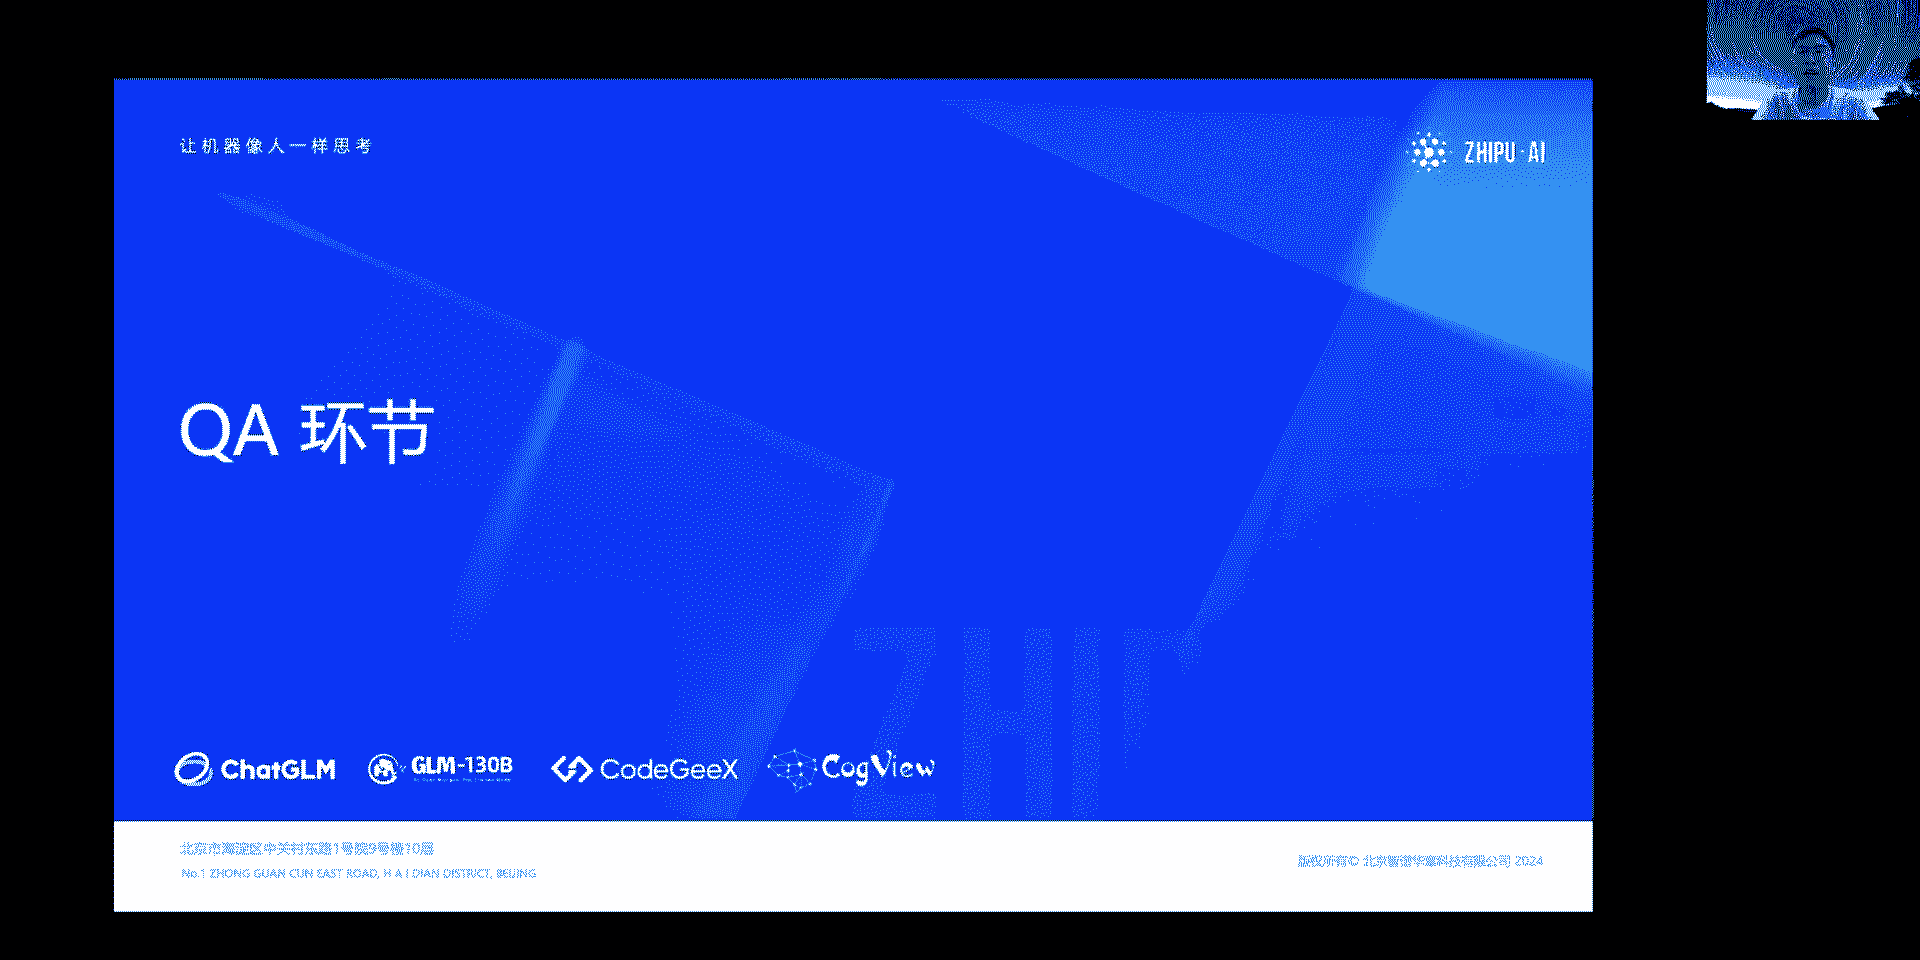 让机器像人一样思考
ZHIPU·AI
QA 环节
ZHIP
ChatGLM
GLM-130B
CodeGeeX
CogView
北京市海淀区中关村东路1号院9号楼10层
No.1 ZHONG GUAN CUN EAST ROAD, H A I DIAN DISTRICT, BEIJING
版权所有© 北京智谱华章科技有限公司 2024